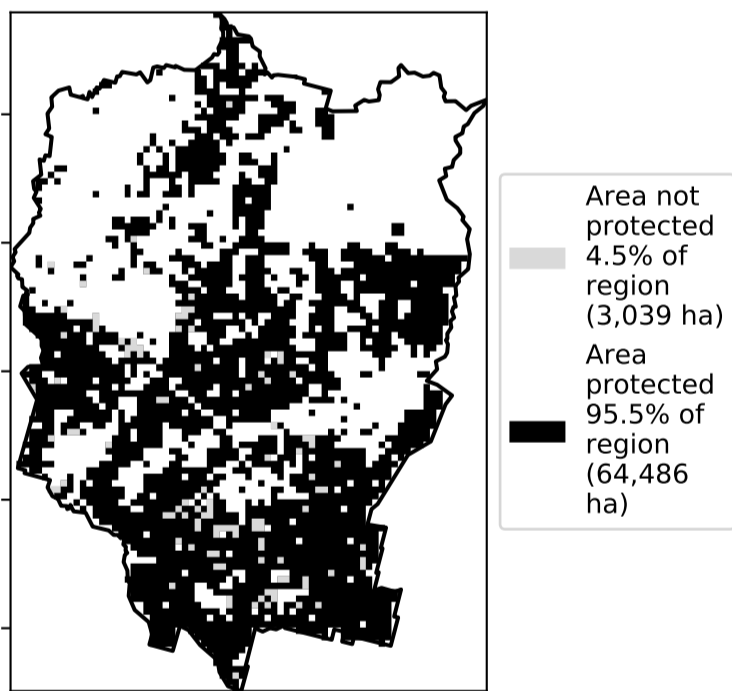 Area not
protected
4.5% of
region
(3,039 ha)
Area
protected
95.5% of
region
(64,486
ha)